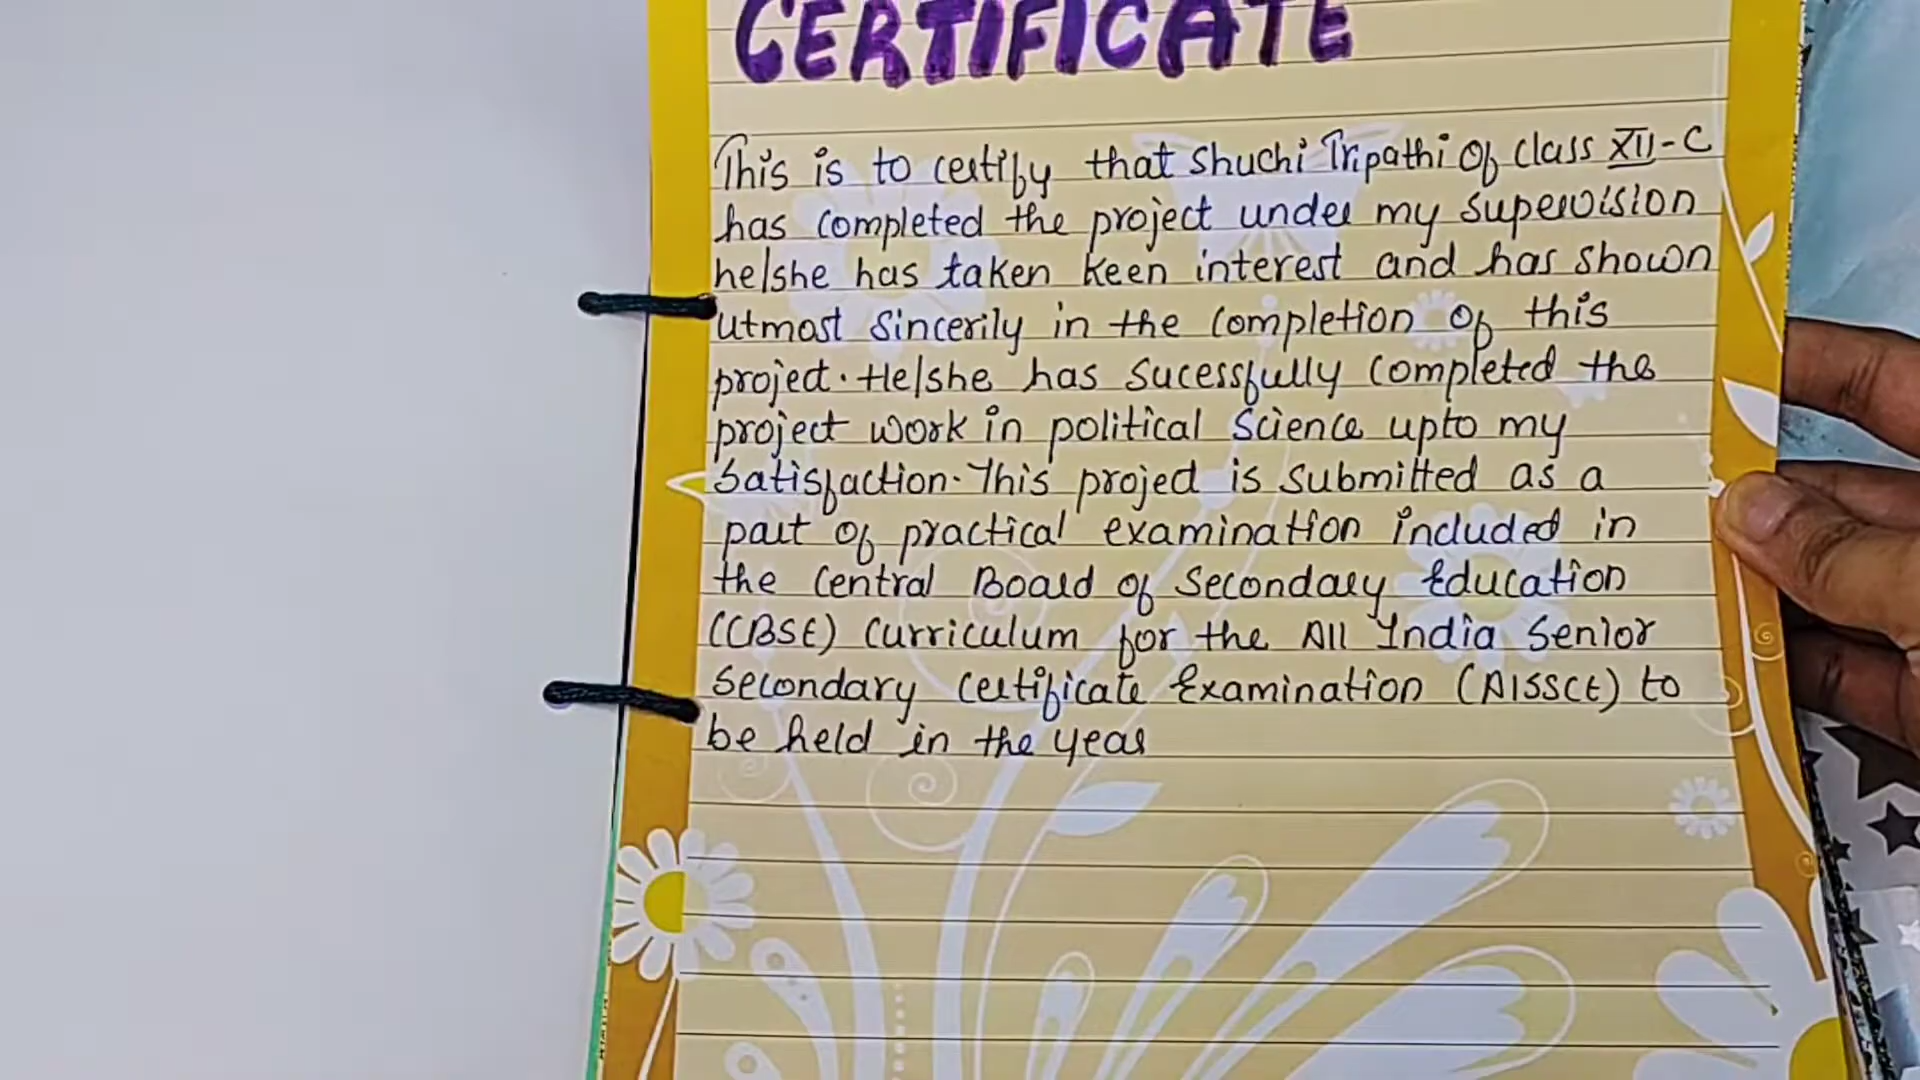 CERTIFICATE
This is to certify that Shuchi Tripathi Of class XII-C
has completed the project under my supervision
he/she has taken keen interest and has shown
utmost sincerily in the completion of this
project. He/she has sucessfully completed the
project work in political Science upto my
Satisfaction. This project is submitted as a
part of practical examination included in
the Central Board of Secondary Education
(CBSE) Curriculum for the All India Senior
Secondary certificate Examination (AISSCE) to
be held in the year